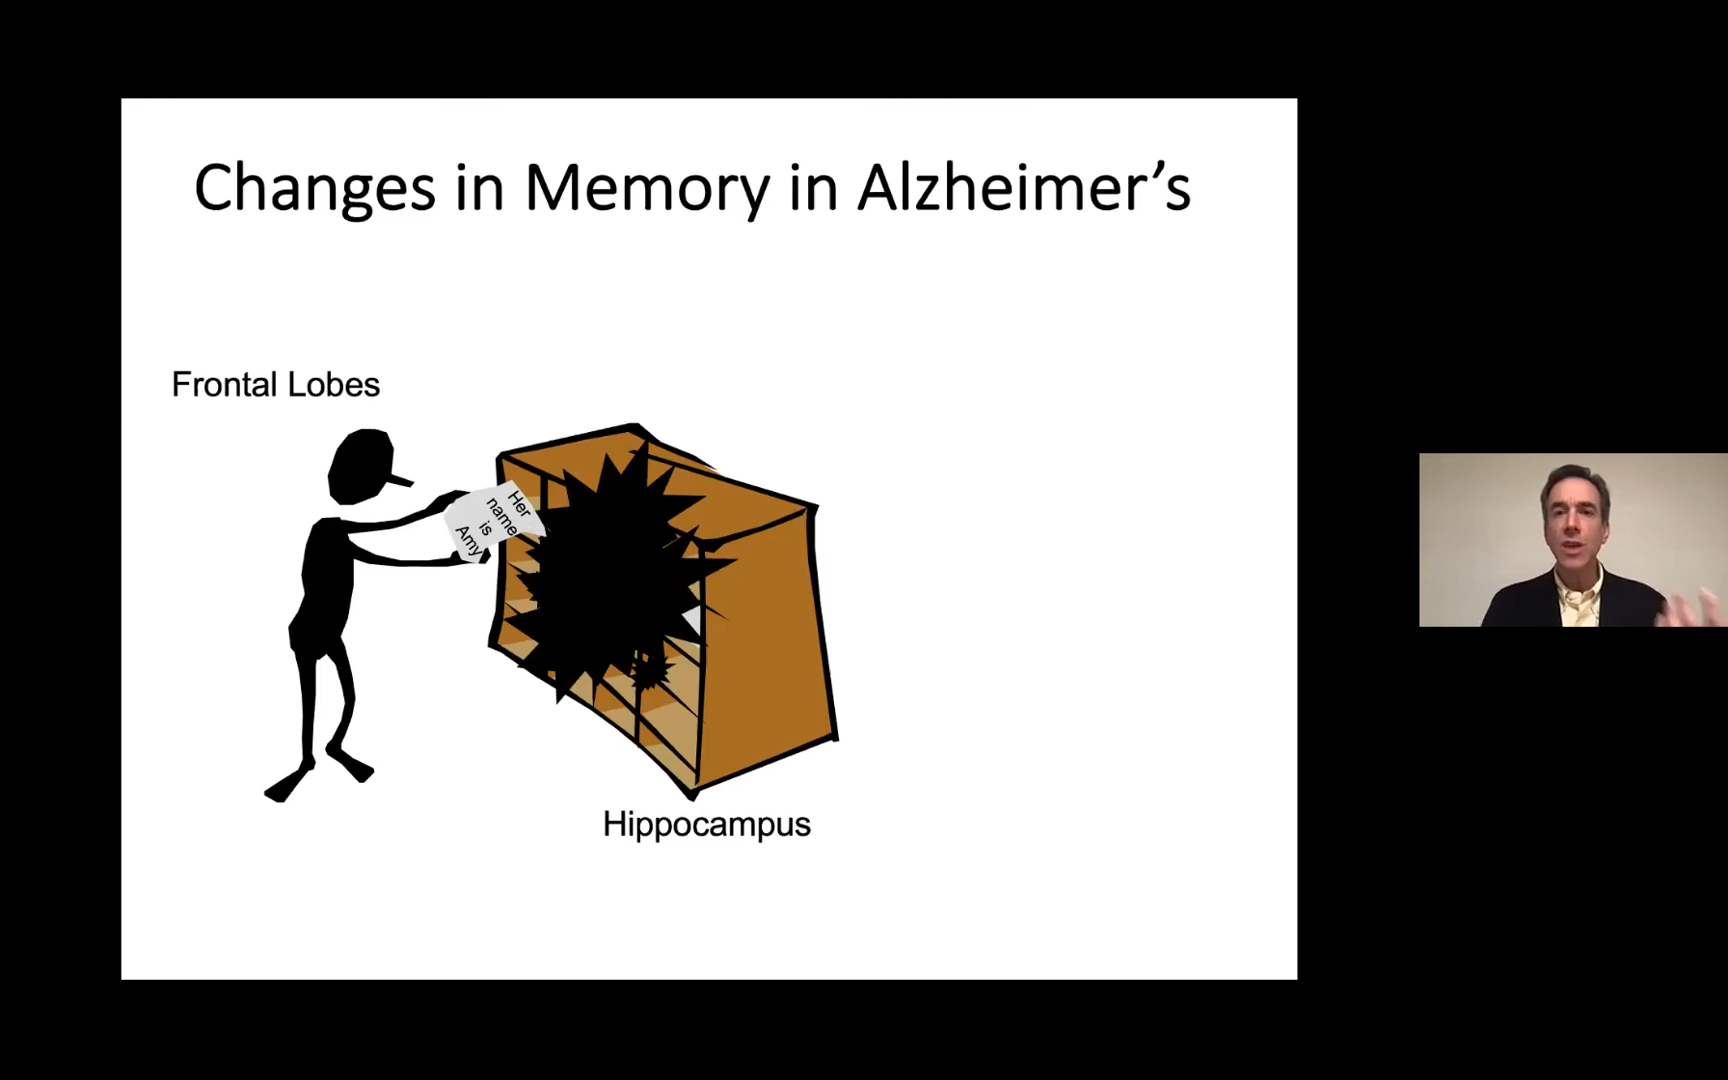 Changes in Memory in Alzheimer’s
Frontal Lobes
Her
name
is
Amy
Hippocampus